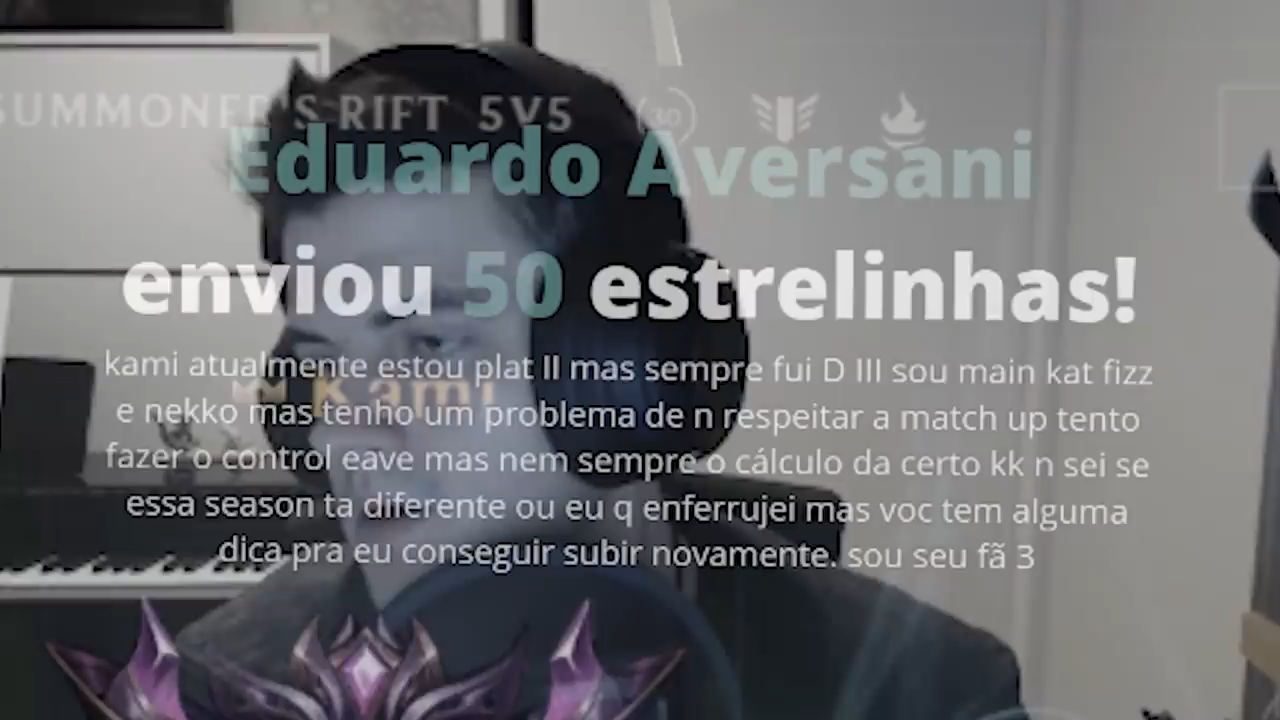 SUMMONER'S RIFT 5V5
30
Eduardo Aversani
enviou 50 estrelinhas!
kami atualmente estou plat II mas sempre fui D III sou main kat fizz
Kami
e nekko mas tenho um problema de n respeitar a match up tento
fazer o control eave mas nem sempre o cálculo da certo kk n sei se
essa season ta diferente ou eu q enferrujei mas voc tem alguma
dica pra eu conseguir subir novamente. sou seu fã 3